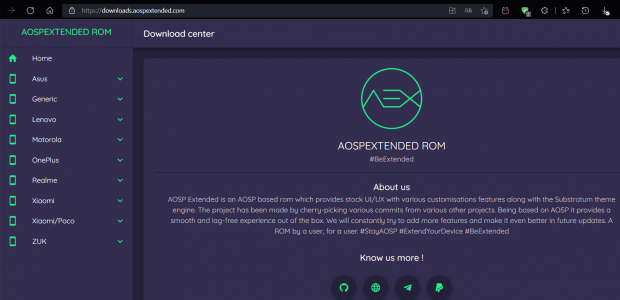 https://downloads.aospextended.com
AOSPEXTENDED ROM
Download center
Home
Asus
Generic
Lenovo
Motorola
OnePlus
Realme
Xiaomi
Xiaomi/Poco
ZUK
AEX
AOSPEXTENDED ROM
#BeExtended
About us
AOSP Extended is an AOSP based rom which provides stock UI/UX with various customisations features along with the Substratum theme
engine. The project has been made by cherry-picking various commits from various other projects. Being based on AOSP it provides a
smooth and lag-free experience out of the box. We will constantly try to add more features and make it even better in future updates. A
ROM by a user, for a user. #StayAOSP #ExtendYourDevice #BeExtended
Know us more !